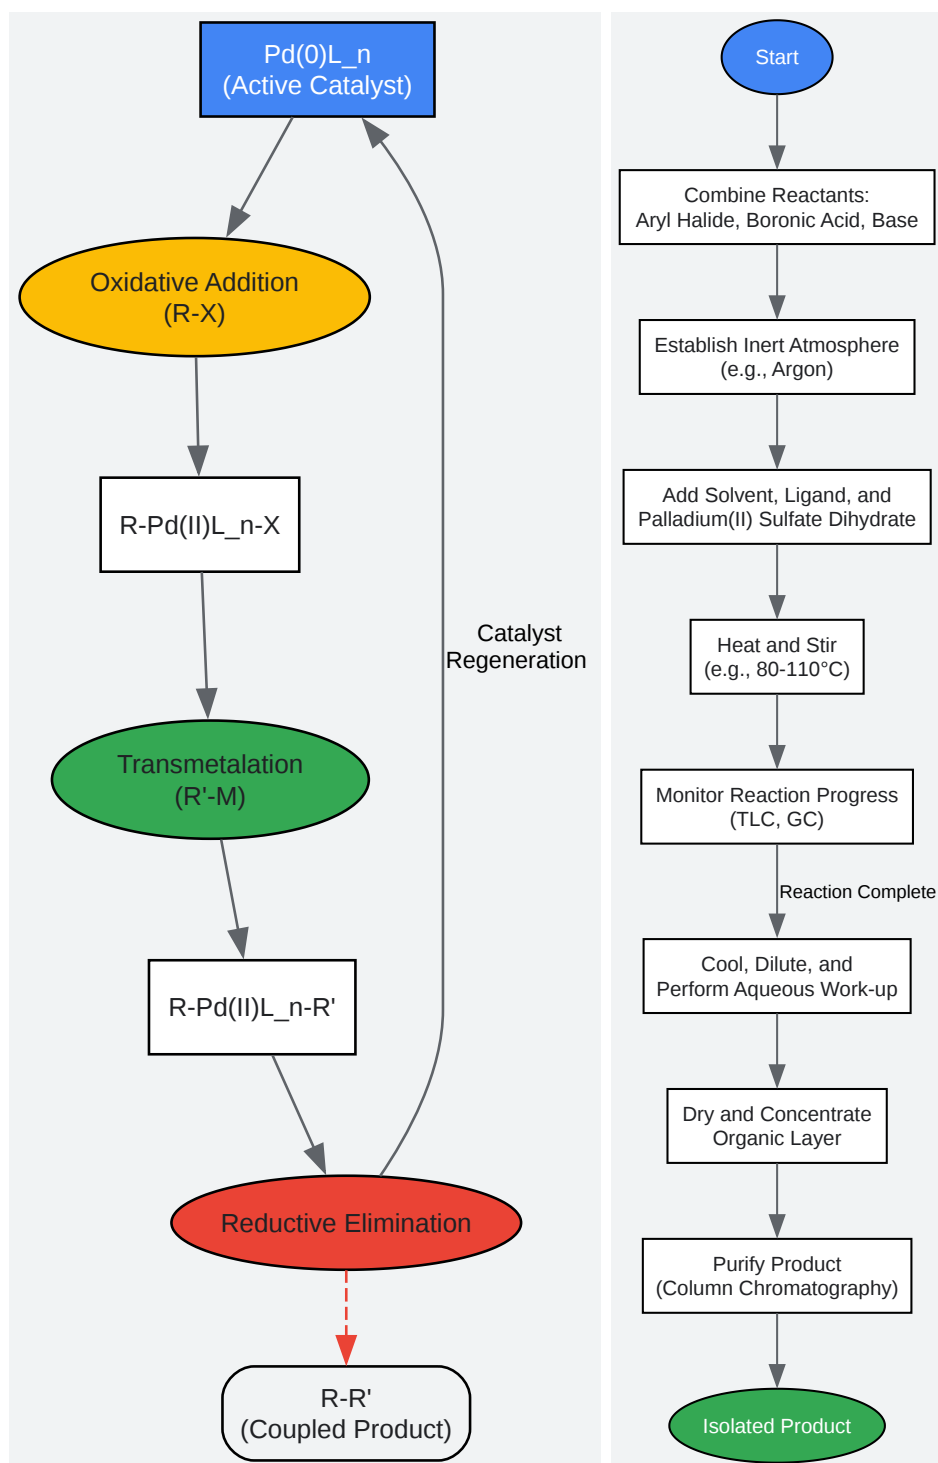 Pd(0)L_n
(Active Catalyst)
Oxidative Addition
(R-X)
R-Pd(II)L_n-X
Catalyst
Regeneration
Transmetalation
(R'-M)
R-Pd(II)L_n-R'
Reductive Elimination
R-R'
(Coupled Product)
Start
Combine Reactants:
Aryl Halide, Boronic Acid, Base
Establish Inert Atmosphere
(e.g., Argon)
Add Solvent, Ligand, and
Palladium(II) Sulfate Dihydrate
Heat and Stir
(e.g., 80-110°C)
Monitor Reaction Progress
(TLC, GC)
Reaction Complete
Cool, Dilute, and
Perform Aqueous Work-up
Dry and Concentrate
Organic Layer
Purify Product
(Column Chromatography)
Isolated Product